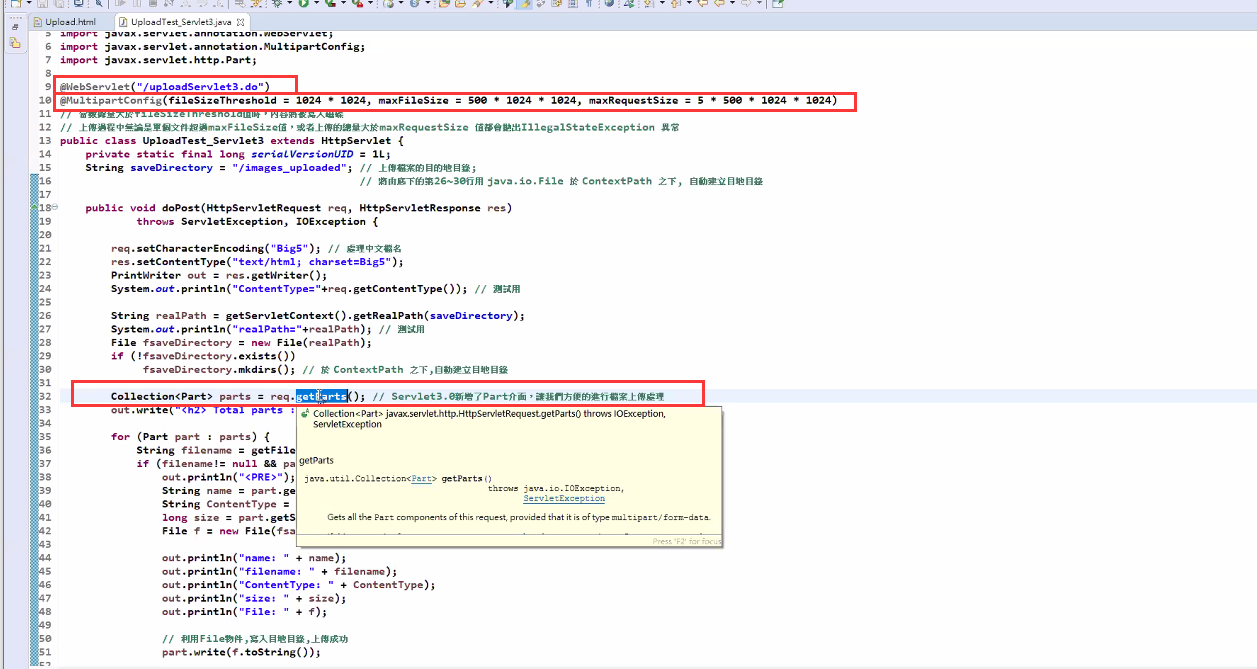 Upload.html
UploadTest_Servlet3.java
5 import javax.servlet.annotation.WebServlet;
6 import javax.servlet.annotation.MultipartConfig;
7 import javax.servlet.http.Part;
8
9 @WebServlet("/uploadServlet3.do")
10 @MultipartConfig(fileSizeThreshold = 1024 * 1024, maxFileSize = 500 * 1024 * 1024, maxRequestSize = 5 * 500 * 1024 * 1024)
11 // 當數據量大於fileSizeThreshold值時，內容將被寫入磁碟
12 // 上傳過程中無論是單個文件超過maxFileSize值，或者上傳的總量大於maxRequestSize 值都會拋出IllegalStateException 異常
13 public class UploadTest_Servlet3 extends HttpServlet {
14 private static final long serialVersionUID = 1L;
15 String saveDirectory = "/images_uploaded"; // 上傳檔案的目的地目錄;
16 // 將由底下的第26~30行用 java.io.File 於 ContextPath 之下, 自動建立目地目錄
17
18 public void doPost(HttpServletRequest req, HttpServletResponse res)
19 throws ServletException, IOException {
20
21 req.setCharacterEncoding("Big5"); // 處理中文檔名
22 res.setContentType("text/html; charset=Big5");
23 PrintWriter out = res.getWriter();
24 System.out.println("ContentType="+req.getContentType()); // 測試用
25
26 String realPath = getServletContext().getRealPath(saveDirectory);
27 System.out.println("realPath="+realPath); // 測試用
28 File fsaveDirectory = new File(realPath);
29 if (!fsaveDirectory.exists())
30 fsaveDirectory.mkdirs(); // 於 ContextPath 之下,自動建立目地目錄
31
32 Collection<Part> parts = req.getParts(); // Servlet3.0新增了Part介面，讓我們方便的進行檔案上傳處理
33 out.write("<h2> Total parts :
34
35 for (Part part : parts) {
36 String filename = getFile
37 if (filename!= null && pa
38 out.println("<PRE>");
39 String name = part.ge
40 String ContentType =
41 long size = part.getS
42 File f = new File(fsa
43
44 out.println("name: " + name);
45 out.println("filename: " + filename);
46 out.println("ContentType: " + ContentType);
47 out.println("size: " + size);
48 out.println("File: " + f);
49
50 // 利用File物件,寫入目地目錄,上傳成功
51 part.write(f.toString());
52
Collection<Part> javax.servlet.http.HttpServletRequest.getParts() throws IOException,
ServletException
getParts
java.util.Collection<Part> getParts()
throws java.io.IOException,
ServletException
Gets all the Part components of this request, provided that it is of type multipart/form-data.
Press 'F2' for focus